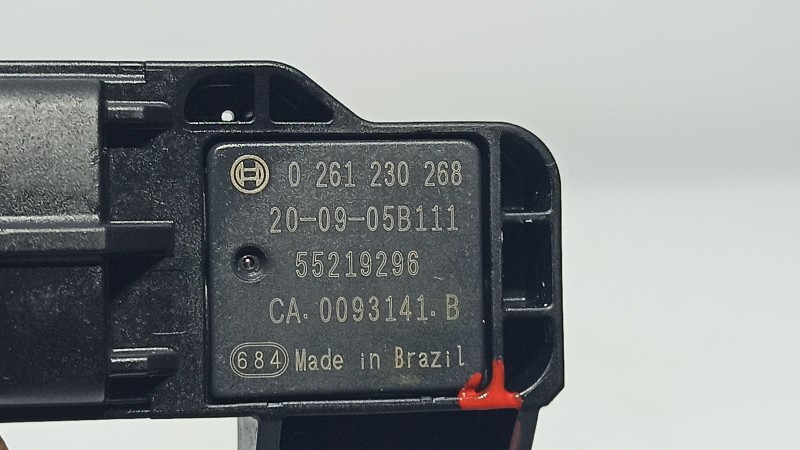 0 261 230 268
20-09-05B111
55219296
CA. 0093141. B
684 Made in Brazil